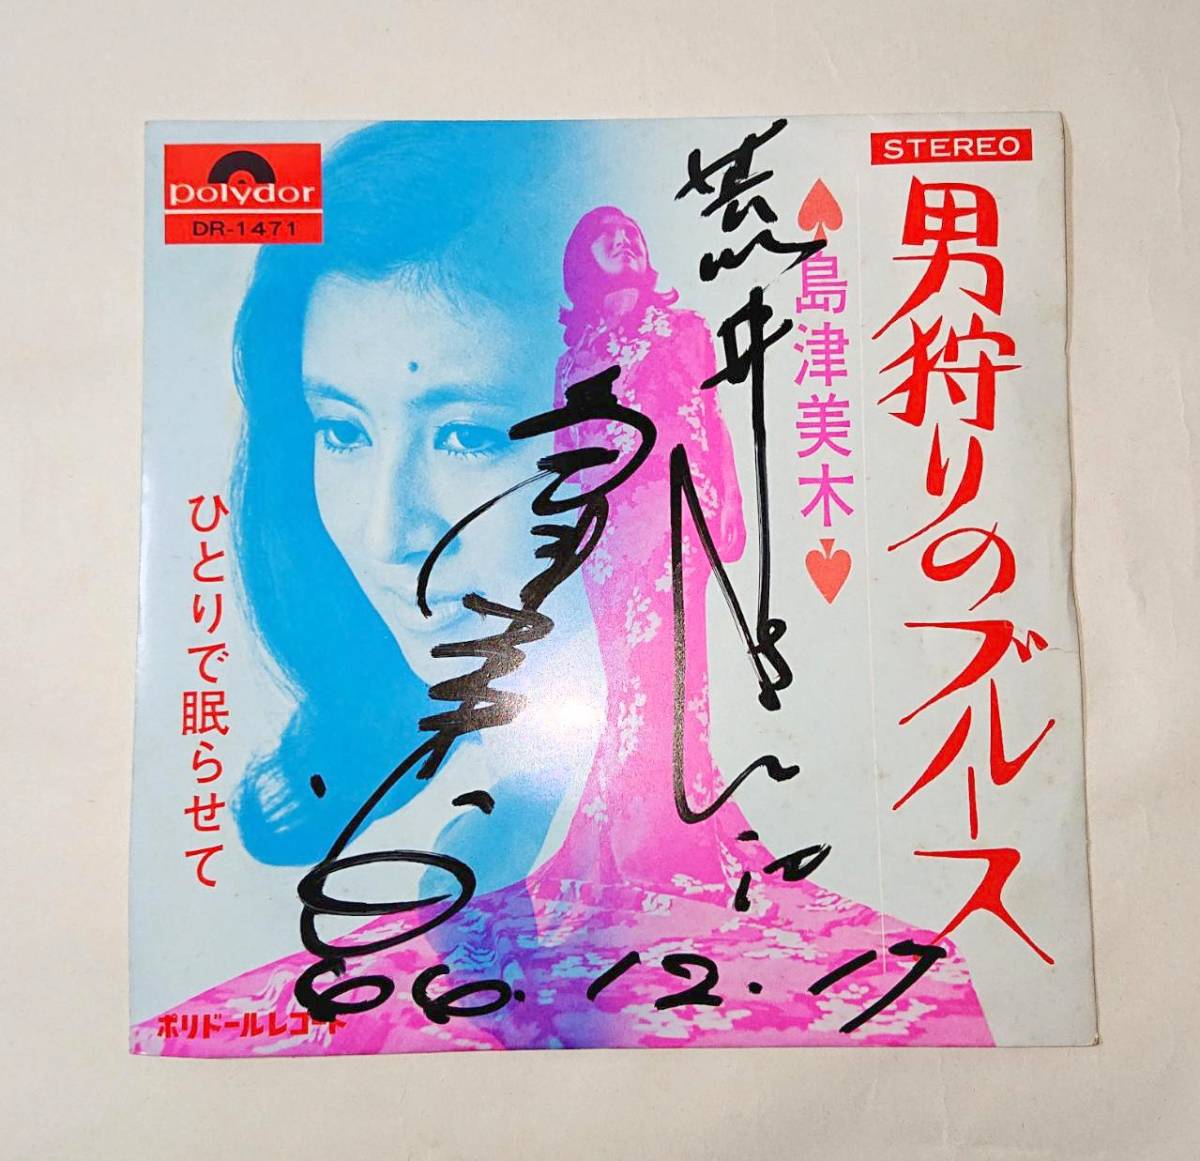 polydor
DR-1471
STEREO
男狩りのブルース
島津美木
ひとりで眠らせて
ポリドールレコード
荒井
66.12.17